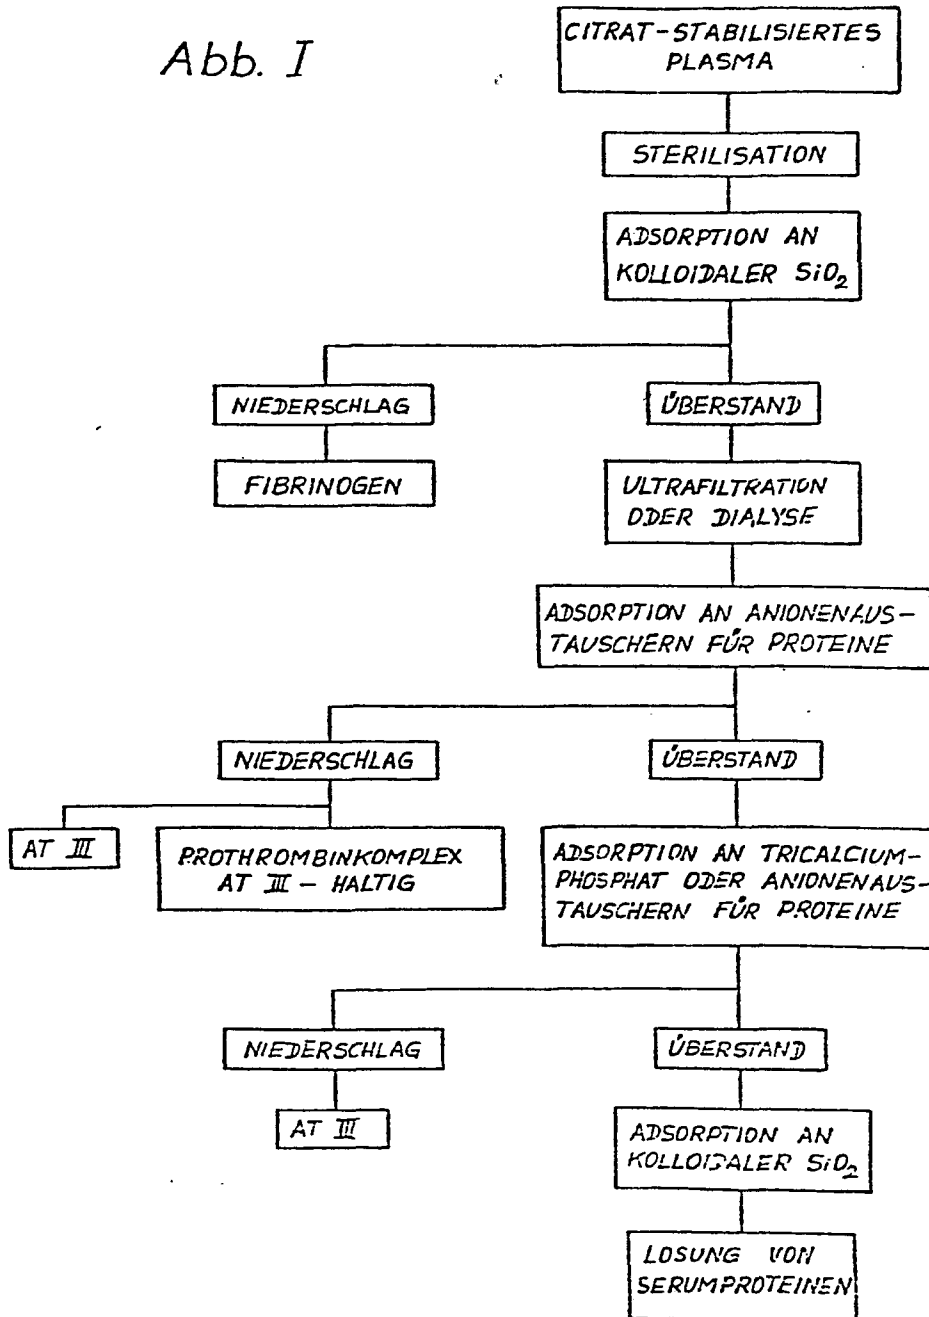 Abb. I
CITRAT-STABILISIERTES
PLASMA
STERILISATION
ADSORPTION AN
KOLLOIDALER SiO₂
NIEDERSCHLAG
ÜBERSTAND
FIBRINOGEN
ULTRAFILTRATION
ODER DIALYSE
ADSORPTION AN ANIONENAUS-
TAUSCHERN FÜR PROTEINE
NIEDERSCHLAG
ÜBERSTAND
AT III
PROTHROMBINKOMPLEX
AT III - HALTIG
ADSORPTION AN TRICALCIUM-
PHOSPHAT ODER ANIONENAUS-
TAUSCHERN FÜR PROTEINE
NIEDERSCHLAG
ÜBERSTAND
AT III
ADSORPTION AN
KOLLOIDALER SiO₂
LOSUNG VON
SERUMPROTEINEN